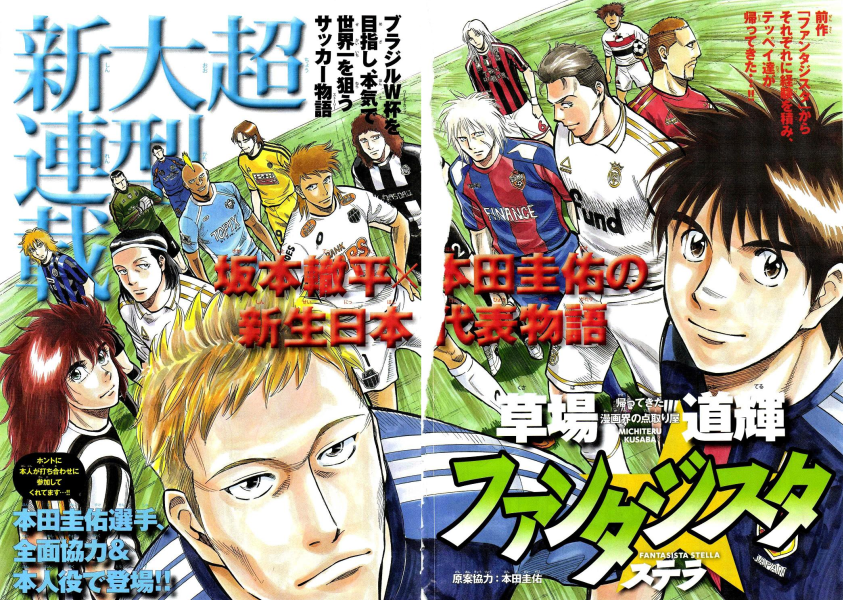 前作
「ファンタジスタ」から
それぞれに経験を積み、
テッペイ達が
帰ってきた…!!
ブラジルW杯を
目指し、本気で
世界一を狙う
サッカー物語
超
大型
新連載
坂本轍平×本田圭佑の
新生日本代表物語
FINANCE
fund
BANK
帰ってきた!!!
漫画界の点取り屋
草場道輝
MICHITERU
KUSABA
ファンタジスタ
FANTASISTA STELLA
ステラ
JAPAN
原案協力:本田圭佑
ホントに
本人が打ち合わせに
参加して
くれてます…!!
本田圭佑選手、
全面協力&
本人役で登場!!